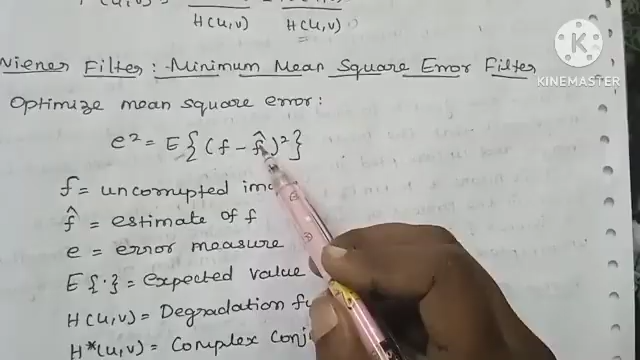 H(u,v) H(u,v)
Wiener Filter: Minimum Mean Square Error Filter
KINEMASTER
Optimize mean square error:
e² = E{(f - f̂)²}
f = uncorrupted
f̂ = estimate of f
e = error measure
E{·} = expected value
H(u,v) = Degradation
H*(u,v) = Complex